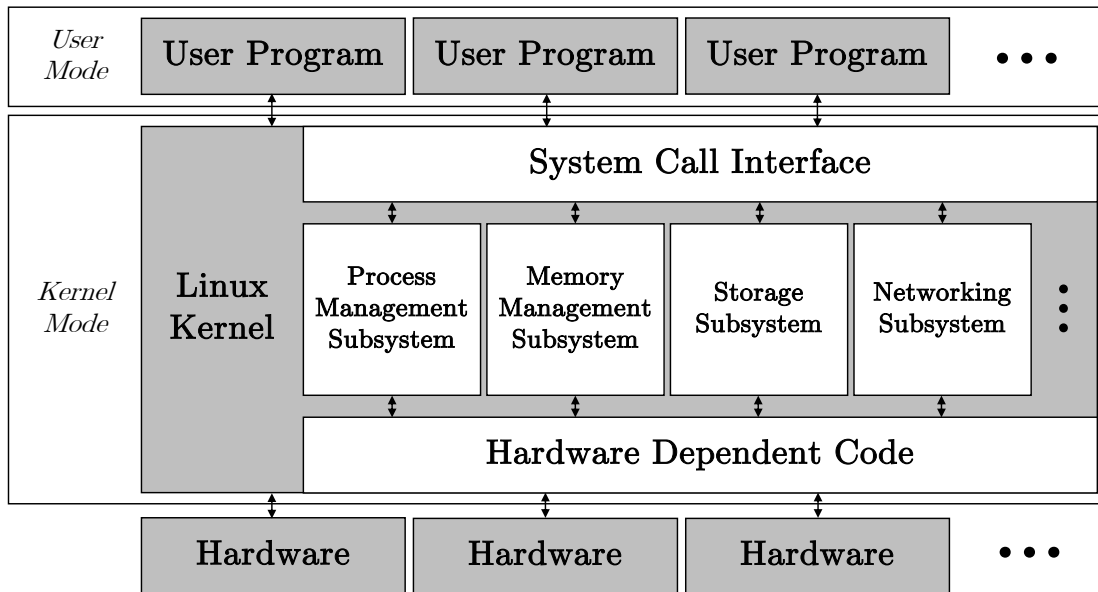 User
Mode
User Program
User Program
User Program
System Call Interface
Kernel
Mode
Linux
Kernel
Process
Management
Subsystem
Memory
Management
Subsystem
Storage
Subsystem
Networking
Subsystem
Hardware Dependent Code
Hardware
Hardware
Hardware